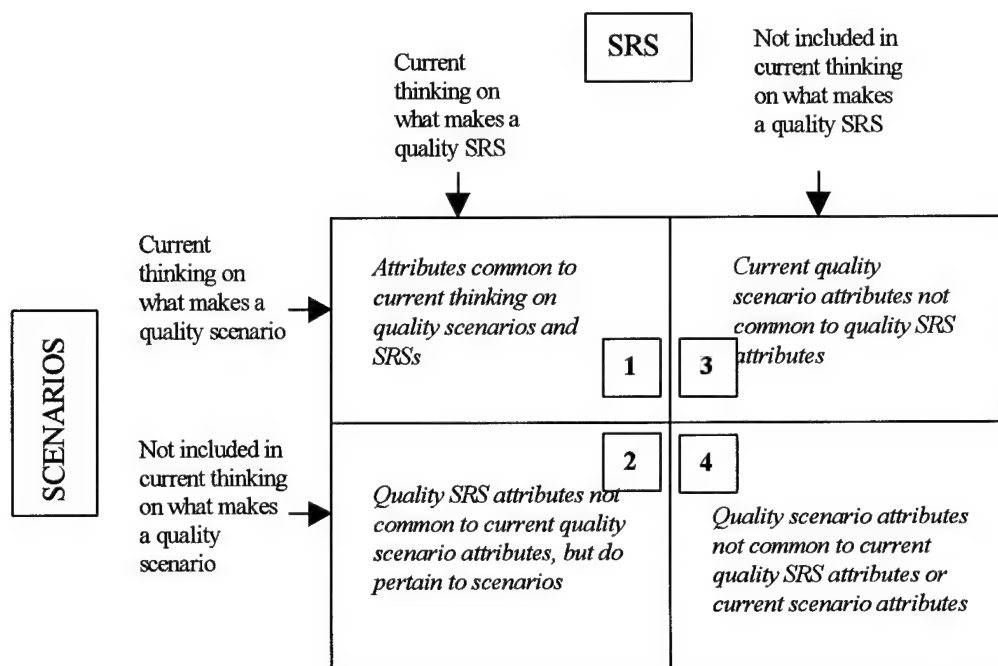 SRS
Current
thinking on
what makes a
quality SRS
Not included in
current thinking
on what makes
a quality SRS
SCENARIOS
Current
thinking on
what makes a
quality scenario
Attributes common to
current thinking on
quality scenarios and
SRSs
1
Current quality
scenario attributes not
common to quality SRS
attributes
3
Not included in
current thinking
on what makes
a quality
scenario
2
Quality SRS attributes not
common to current quality
scenario attributes, but do
pertain to scenarios
4
Quality scenario attributes
not common to current
quality SRS attributes or
current scenario attributes